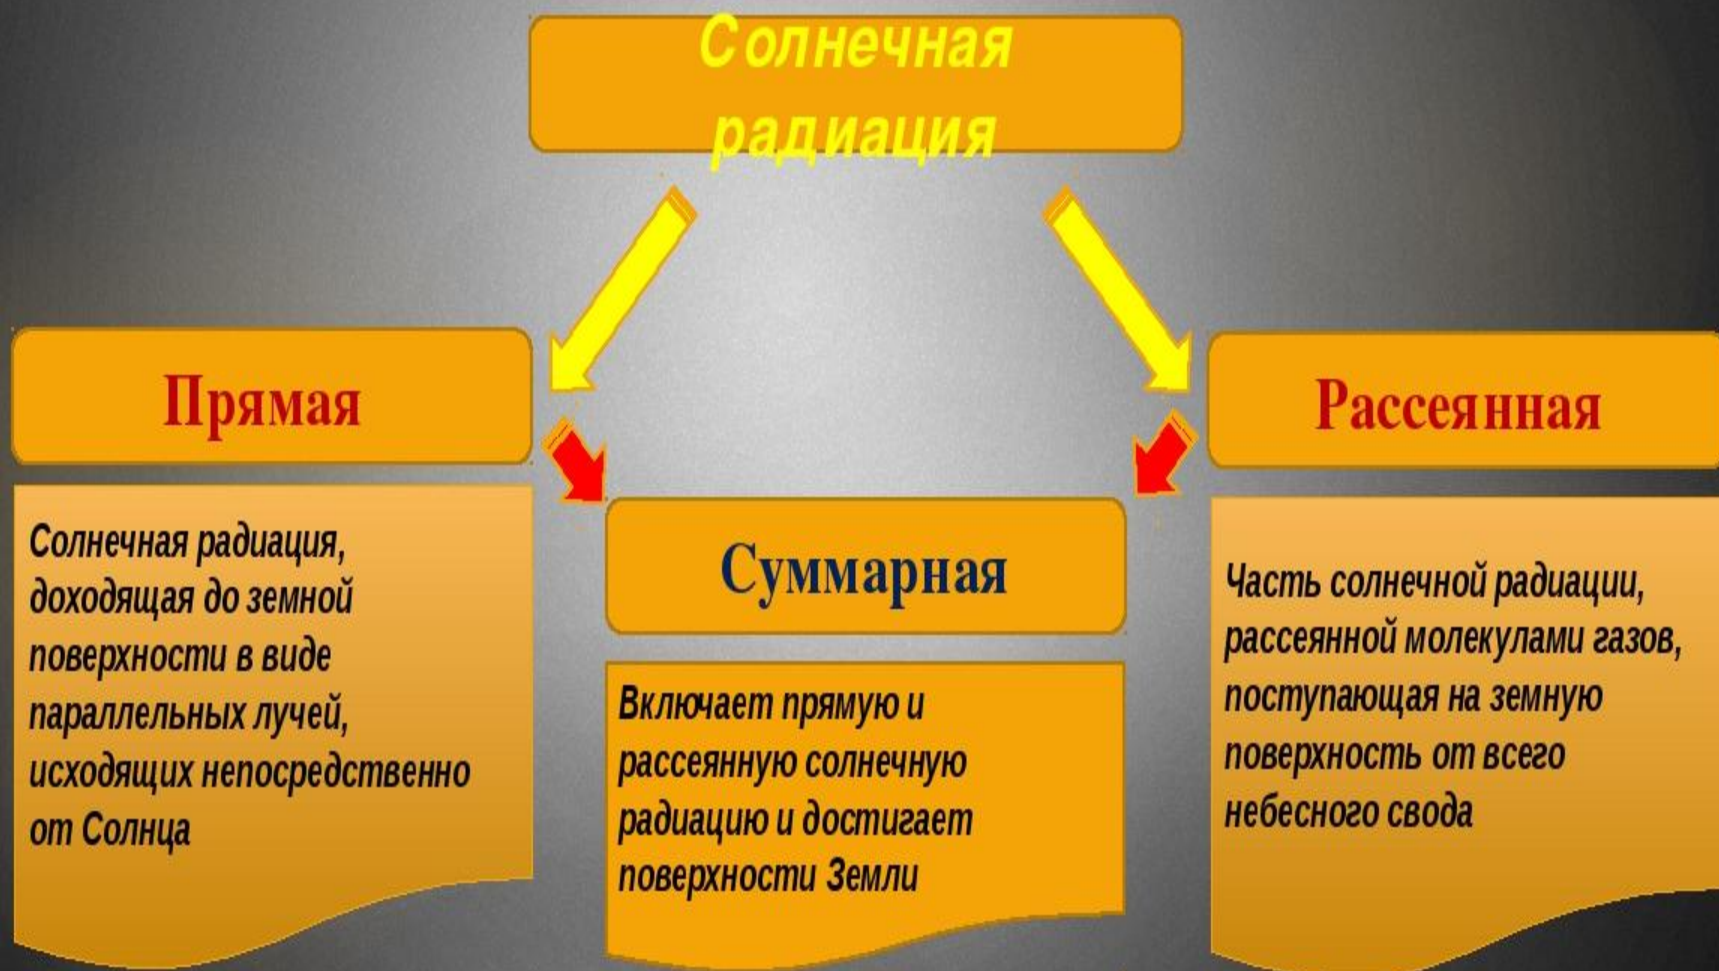 Солнечная
радиация
Прямая
Рассеянная
Солнечная радиация,
доходящая до земной
поверхности в виде
параллельных лучей,
исходящих непосредственно
от Солнца
Суммарная
Включает прямую и
рассеянную солнечную
радиацию и достигает
поверхности Земли
Часть солнечной радиации,
рассеянной молекулами газов,
поступающая на земную
поверхность от всего
небесного свода